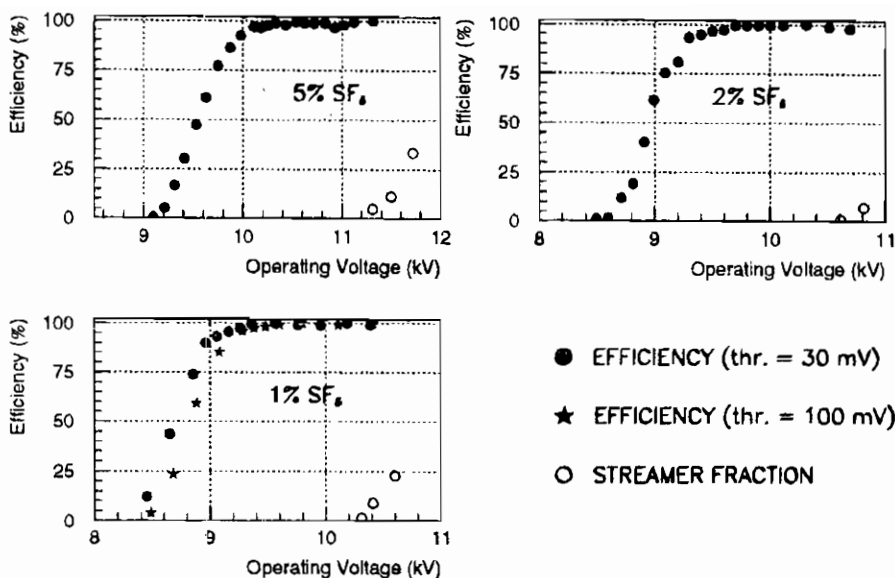 100
75
50
25
0
Efficiency (%)
5% SF₆
9
10
11
12
Operating Voltage (kV)
100
75
50
25
0
Efficiency (%)
2% SF₆
8
9
10
11
Operating Voltage (kV)
100
75
50
25
0
Efficiency (%)
1% SF₆
8
9
10
11
Operating Voltage (kV)
● EFFICIENCY (thr. = 30 mV)
★ EFFICIENCY (thr. = 100 mV)
○ STREAMER FRACTION